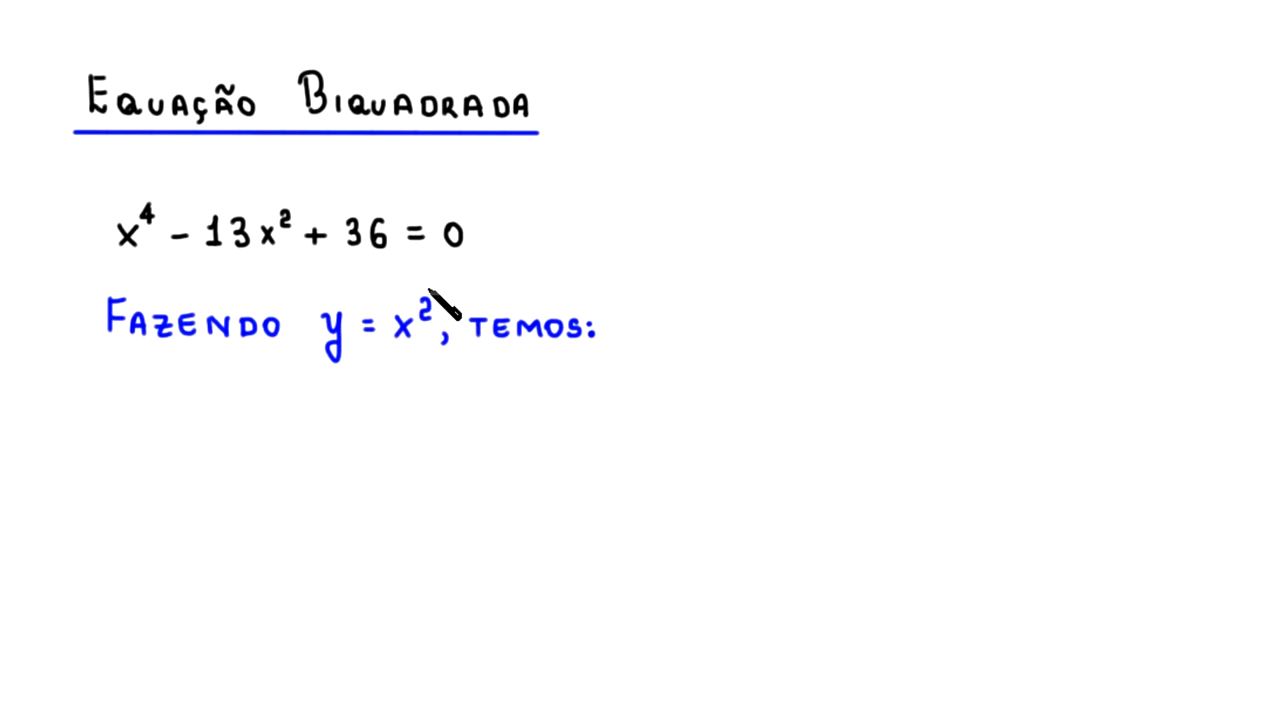 Equação Biquadrada
x⁴ - 13x² + 36 = 0
Fazendo y = x², temos: